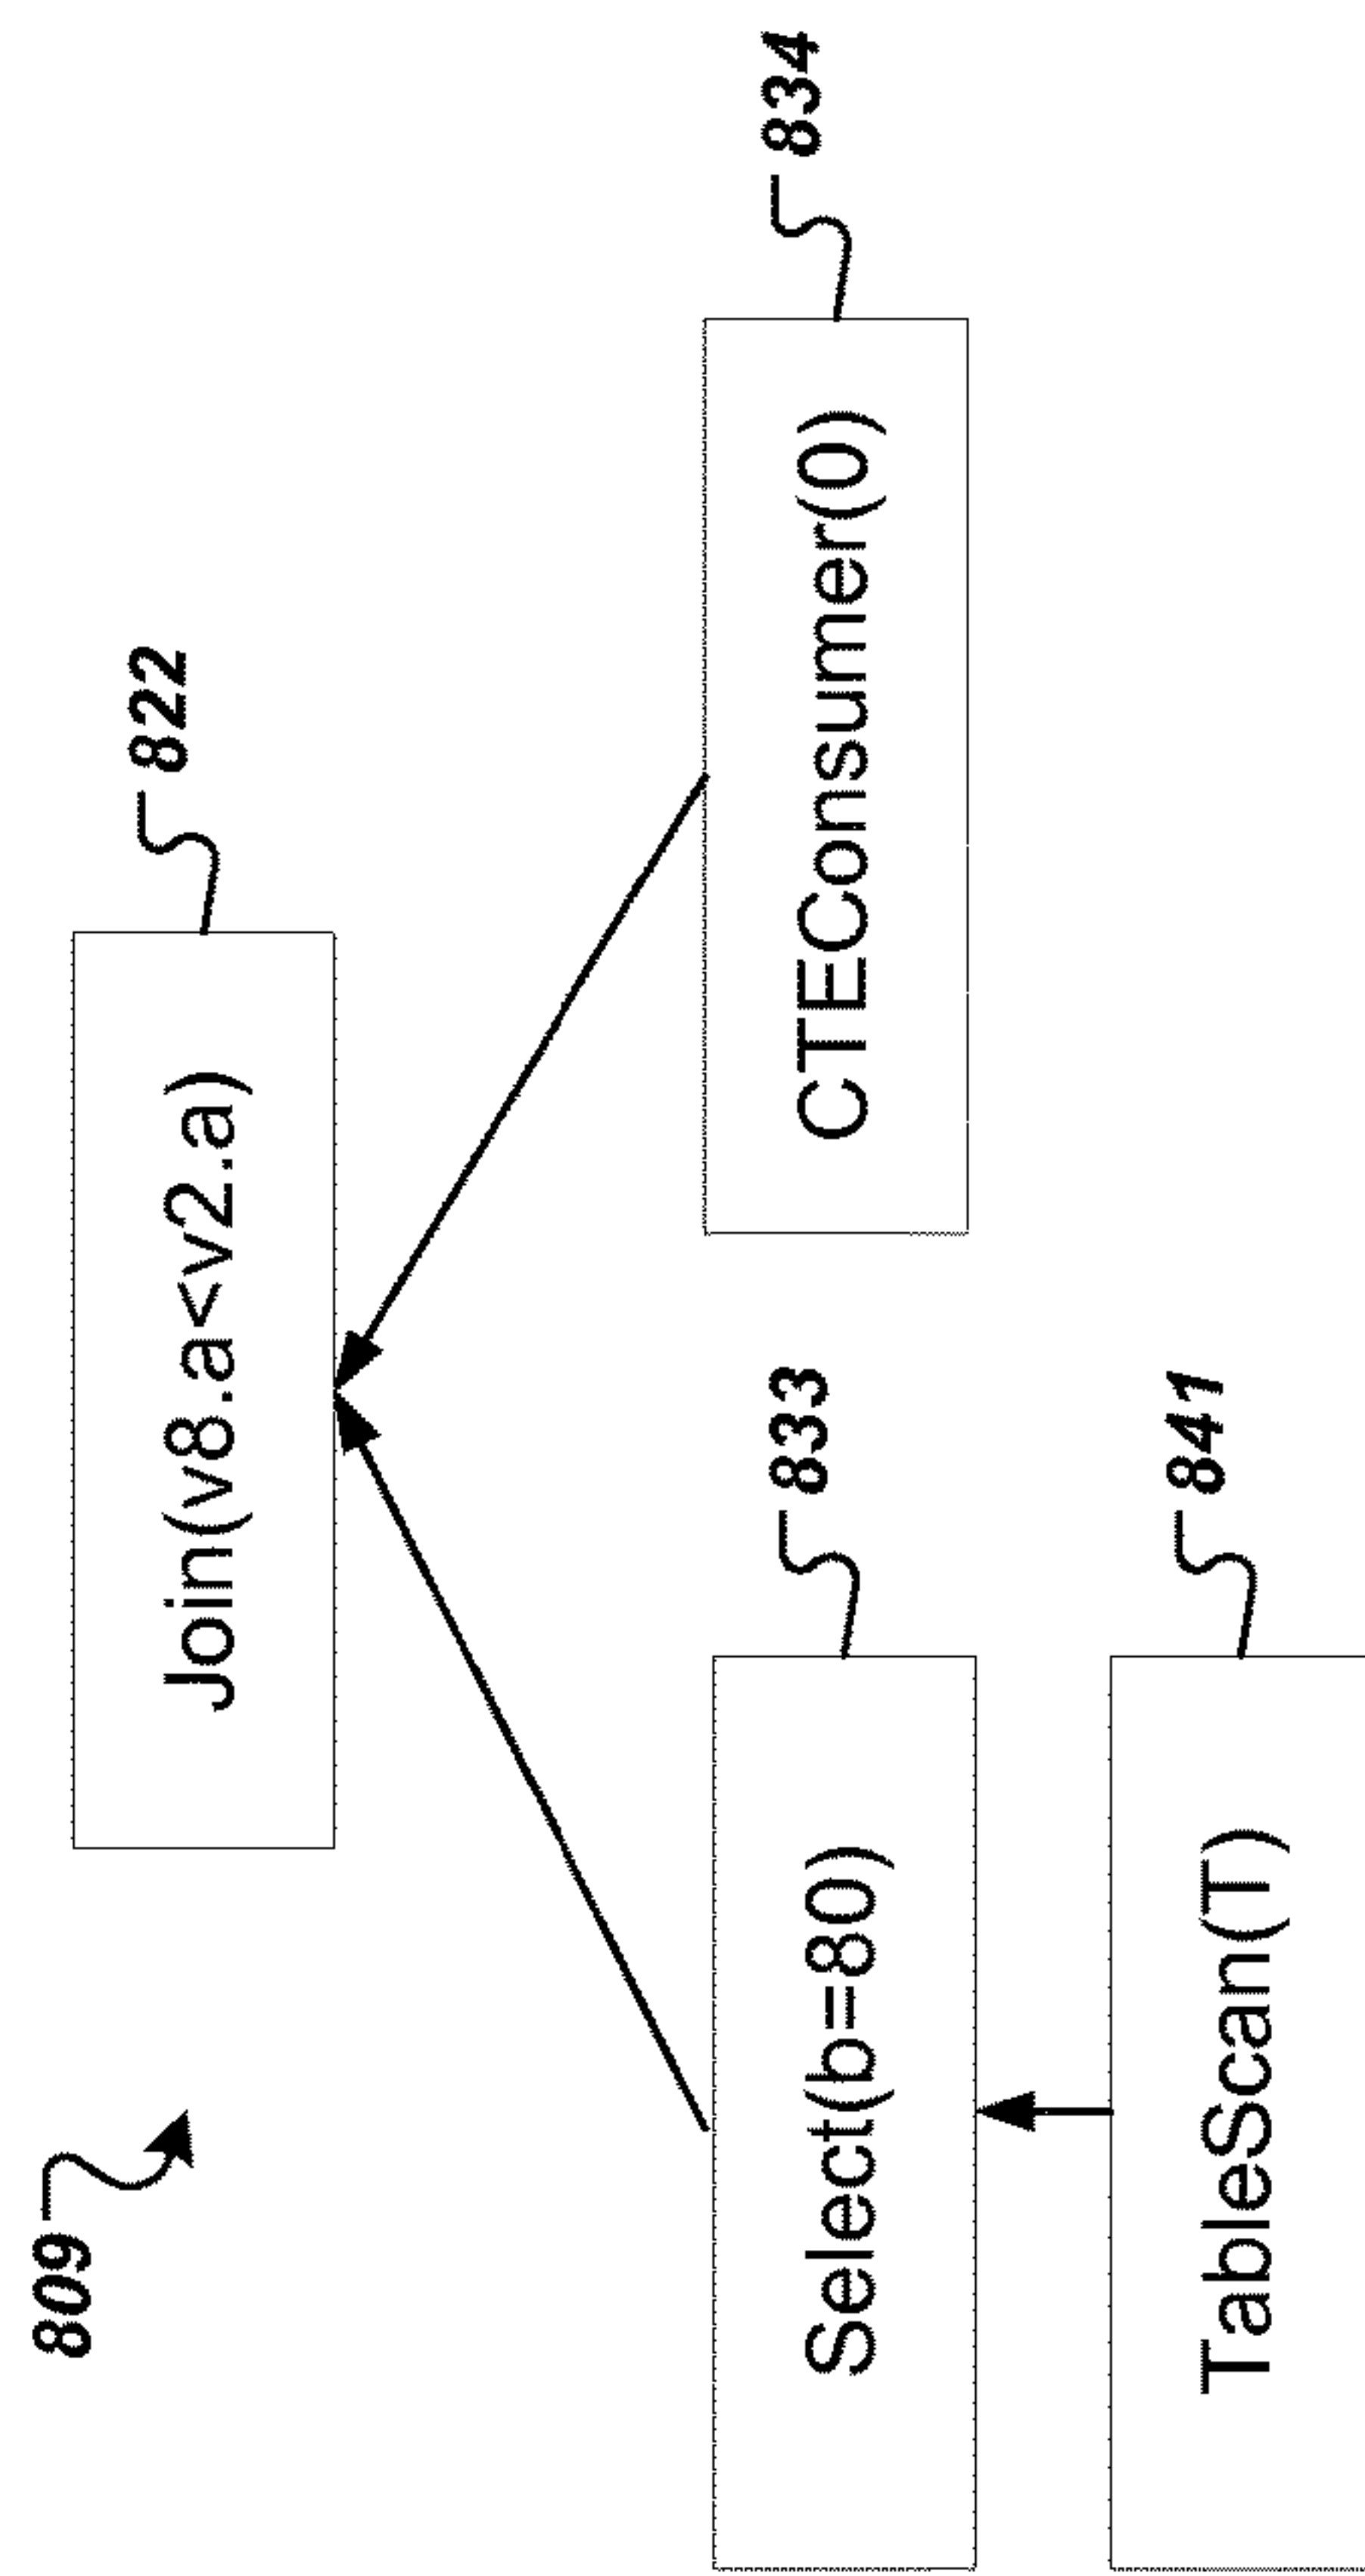 809
Join(v8.a<v2.a)
822
Select(b=80)
833
CTEConsumer(0)
834
TableScan(T)
841